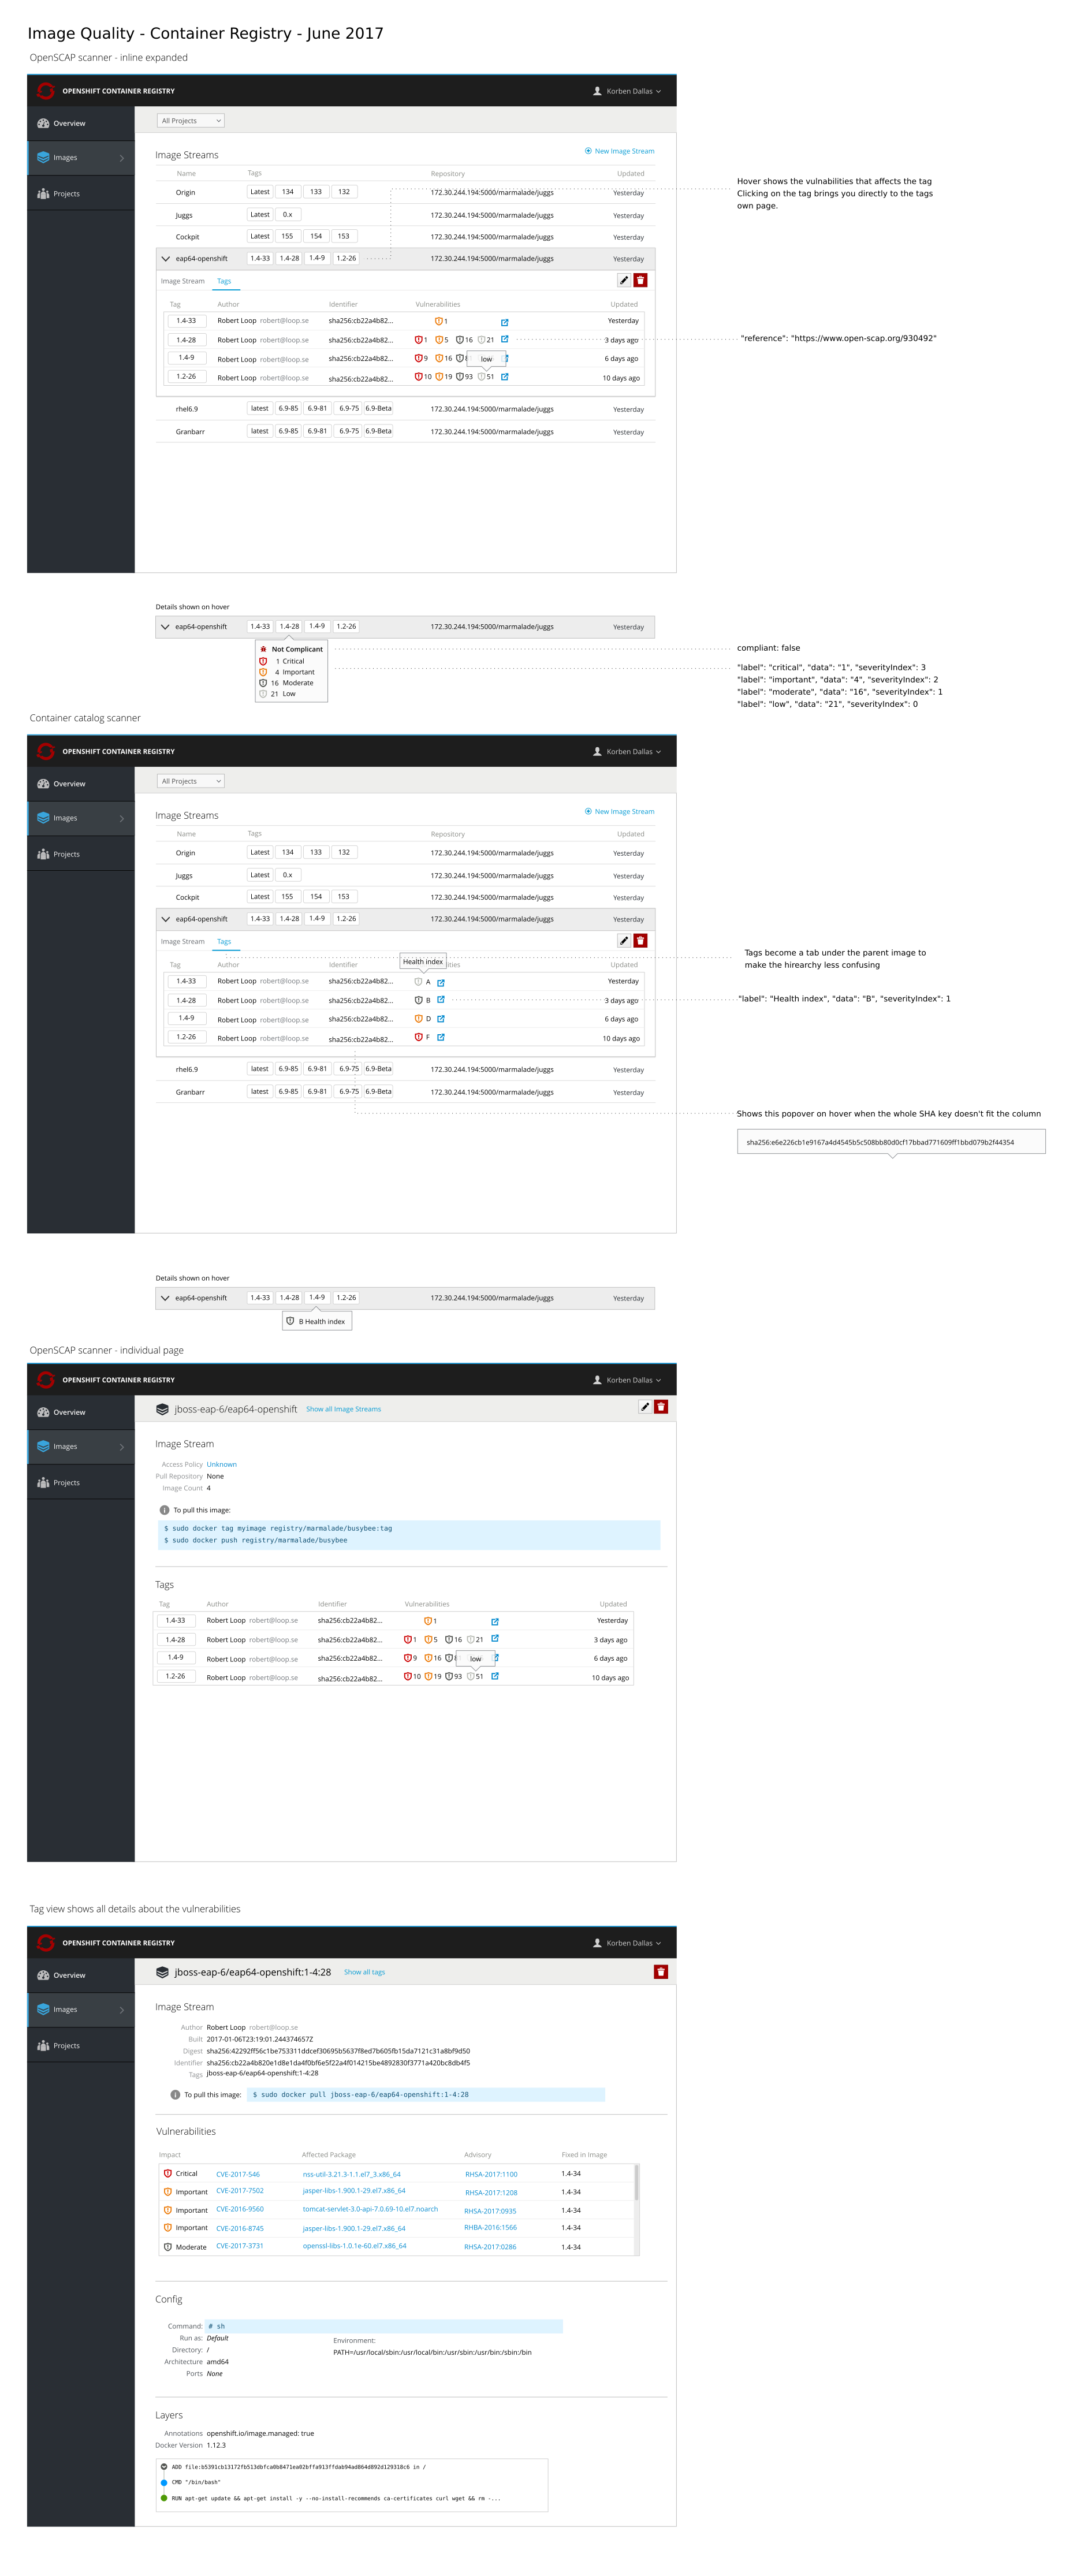 Image Quality - Container Registry - June 2017
OpenSCAP scanner - inline expanded
OPENSHIFT CONTAINER REGISTRY Korben Dallas
Overview
Images
Projects
All Projects
Image Streams New Image Stream
Name Tags Repository Updated
Origin Latest 134 133 132 172.30.244.194:5000/marmalade/juggs Yesterday
Juggs Latest 0.x 172.30.244.194:5000/marmalade/juggs Yesterday
Cockpit Latest 155 154 153 172.30.244.194:5000/marmalade/juggs Yesterday
eap64-openshift 1.4-33 1.4-28 1.4-9 1.2-26 172.30.244.194:5000/marmalade/juggs Yesterday
Image Stream Tags
Tag Author Identifier Vulnerabilities Updated
1.4-33 Robert Loop robert@loop.se sha256:cb22a4b82... 1 Yesterday
1.4-28 Robert Loop robert@loop.se sha256:cb22a4b82... 1 5 16 21 3 days ago
1.4-9 Robert Loop robert@loop.se sha256:cb22a4b82... 9 16 low 6 days ago
1.2-26 Robert Loop robert@loop.se sha256:cb22a4b82... 10 19 93 51 10 days ago
rhel6.9 latest 6.9-85 6.9-81 6.9-75 6.9-Beta 172.30.244.194:5000/marmalade/juggs Yesterday
Granbarr latest 6.9-85 6.9-81 6.9-75 6.9-Beta 172.30.244.194:5000/marmalade/juggs Yesterday
Hover shows the vulnabilities that affects the tag
Clicking on the tag brings you directly to the tags
own page.
"reference": "https://www.open-scap.org/930492"
Details shown on hover
eap64-openshift 1.4-33 1.4-28 1.4-9 1.2-26 172.30.244.194:5000/marmalade/juggs Yesterday
Not Complicant
1 Critical
4 Important
16 Moderate
21 Low
compliant: false
"label": "critical", "data": "1", "severityIndex": 3
"label": "important", "data": "4", "severityIndex": 2
"label": "moderate", "data": "16", "severityIndex": 1
"label": "low", "data": "21", "severityIndex": 0
Container catalog scanner
OPENSHIFT CONTAINER REGISTRY Korben Dallas
Overview
Images
Projects
All Projects
Image Streams New Image Stream
Name Tags Repository Updated
Origin Latest 134 133 132 172.30.244.194:5000/marmalade/juggs Yesterday
Juggs Latest 0.x 172.30.244.194:5000/marmalade/juggs Yesterday
Cockpit Latest 155 154 153 172.30.244.194:5000/marmalade/juggs Yesterday
eap64-openshift 1.4-33 1.4-28 1.4-9 1.2-26 172.30.244.194:5000/marmalade/juggs Yesterday
Image Stream Tags
Health index
Tag Author Identifier ities Updated
1.4-33 Robert Loop robert@loop.se sha256:cb22a4b82... A Yesterday
1.4-28 Robert Loop robert@loop.se sha256:cb22a4b82... B 3 days ago
1.4-9 Robert Loop robert@loop.se sha256:cb22a4b82... D 6 days ago
1.2-26 Robert Loop robert@loop.se sha256:cb22a4b82... F 10 days ago
rhel6.9 latest 6.9-85 6.9-81 6.9-75 6.9-Beta 172.30.244.194:5000/marmalade/juggs Yesterday
Granbarr latest 6.9-85 6.9-81 6.9-75 6.9-Beta 172.30.244.194:5000/marmalade/juggs Yesterday
Tags become a tab under the parent image to
make the hirearchy less confusing
"label": "Health index", "data": "B", "severityIndex": 1
Shows this popover on hover when the whole SHA key doesn't fit the column
sha256:e6e226cb1e9167a4d4545b5c508bb80d0cf17bbad771609ff1bbd079b2f44354
Details shown on hover
eap64-openshift 1.4-33 1.4-28 1.4-9 1.2-26 172.30.244.194:5000/marmalade/juggs Yesterday
B Health index
OpenSCAP scanner - individual page
OPENSHIFT CONTAINER REGISTRY Korben Dallas
Overview
Images
Projects
jboss-eap-6/eap64-openshift Show all Image Streams
Image Stream
Access Policy Unknown
Pull Repository None
Image Count 4
To pull this image:
$ sudo docker tag myimage registry/marmalade/busybee:tag
$ sudo docker push registry/marmalade/busybee
Tags
Tag Author Identifier Vulnerabilities Updated
1.4-33 Robert Loop robert@loop.se sha256:cb22a4b82... 1 Yesterday
1.4-28 Robert Loop robert@loop.se sha256:cb22a4b82... 1 5 16 21 3 days ago
1.4-9 Robert Loop robert@loop.se sha256:cb22a4b82... 9 16 low 6 days ago
1.2-26 Robert Loop robert@loop.se sha256:cb22a4b82... 10 19 93 51 10 days ago
Tag view shows all details about the vulnerabilities
OPENSHIFT CONTAINER REGISTRY Korben Dallas
Overview
Images
Projects
jboss-eap-6/eap64-openshift:1-4:28 Show all tags
Image Stream
Author Robert Loop robert@loop.se
Built 2017-01-06T23:19:01.244374657Z
Digest sha256:42292ff56c1be753311ddcef30695b5637f8ed7b605fb15da7121c31a8bf9d50
Identifier sha256:cb22a4b820e1d8e1da4f0bf6e5f22a4f014215be4892830f3771a420bc8db4f5
Tags jboss-eap-6/eap64-openshift:1-4:28
To pull this image: $ sudo docker pull jboss-eap-6/eap64-openshift:1-4:28
Vulnerabilities
Impact Affected Package Advisory Fixed in Image
Critical CVE-2017-546 nss-util-3.21.3-1.1.el7_3.x86_64 RHSA-2017:1100 1.4-34
Important CVE-2017-7502 jasper-libs-1.900.1-29.el7.x86_64 RHSA-2017:1208 1.4-34
Important CVE-2016-9560 tomcat-servlet-3.0-api-7.0.69-10.el7.noarch RHSA-2017:0935 1.4-34
Important CVE-2016-8745 jasper-libs-1.900.1-29.el7.x86_64 RHBA-2016:1566 1.4-34
Moderate CVE-2017-3731 openssl-libs-1.0.1e-60.el7.x86_64 RHSA-2017:0286 1.4-34
Config
Command: # sh
Run as: Default Environment:
Directory: / PATH=/usr/local/sbin:/usr/local/bin:/usr/sbin:/usr/bin:/sbin:/bin
Architecture amd64
Ports None
Layers
Annotations openshift.io/image.managed: true
Docker Version 1.12.3
ADD file:b5391cb13172fb513dbfca0b8471ea02bffa913ffdab94ad864d892d129318c6 in /
CMD "/bin/bash"
RUN apt-get update && apt-get install -y --no-install-recommends ca-certificates curl wget && rm -...